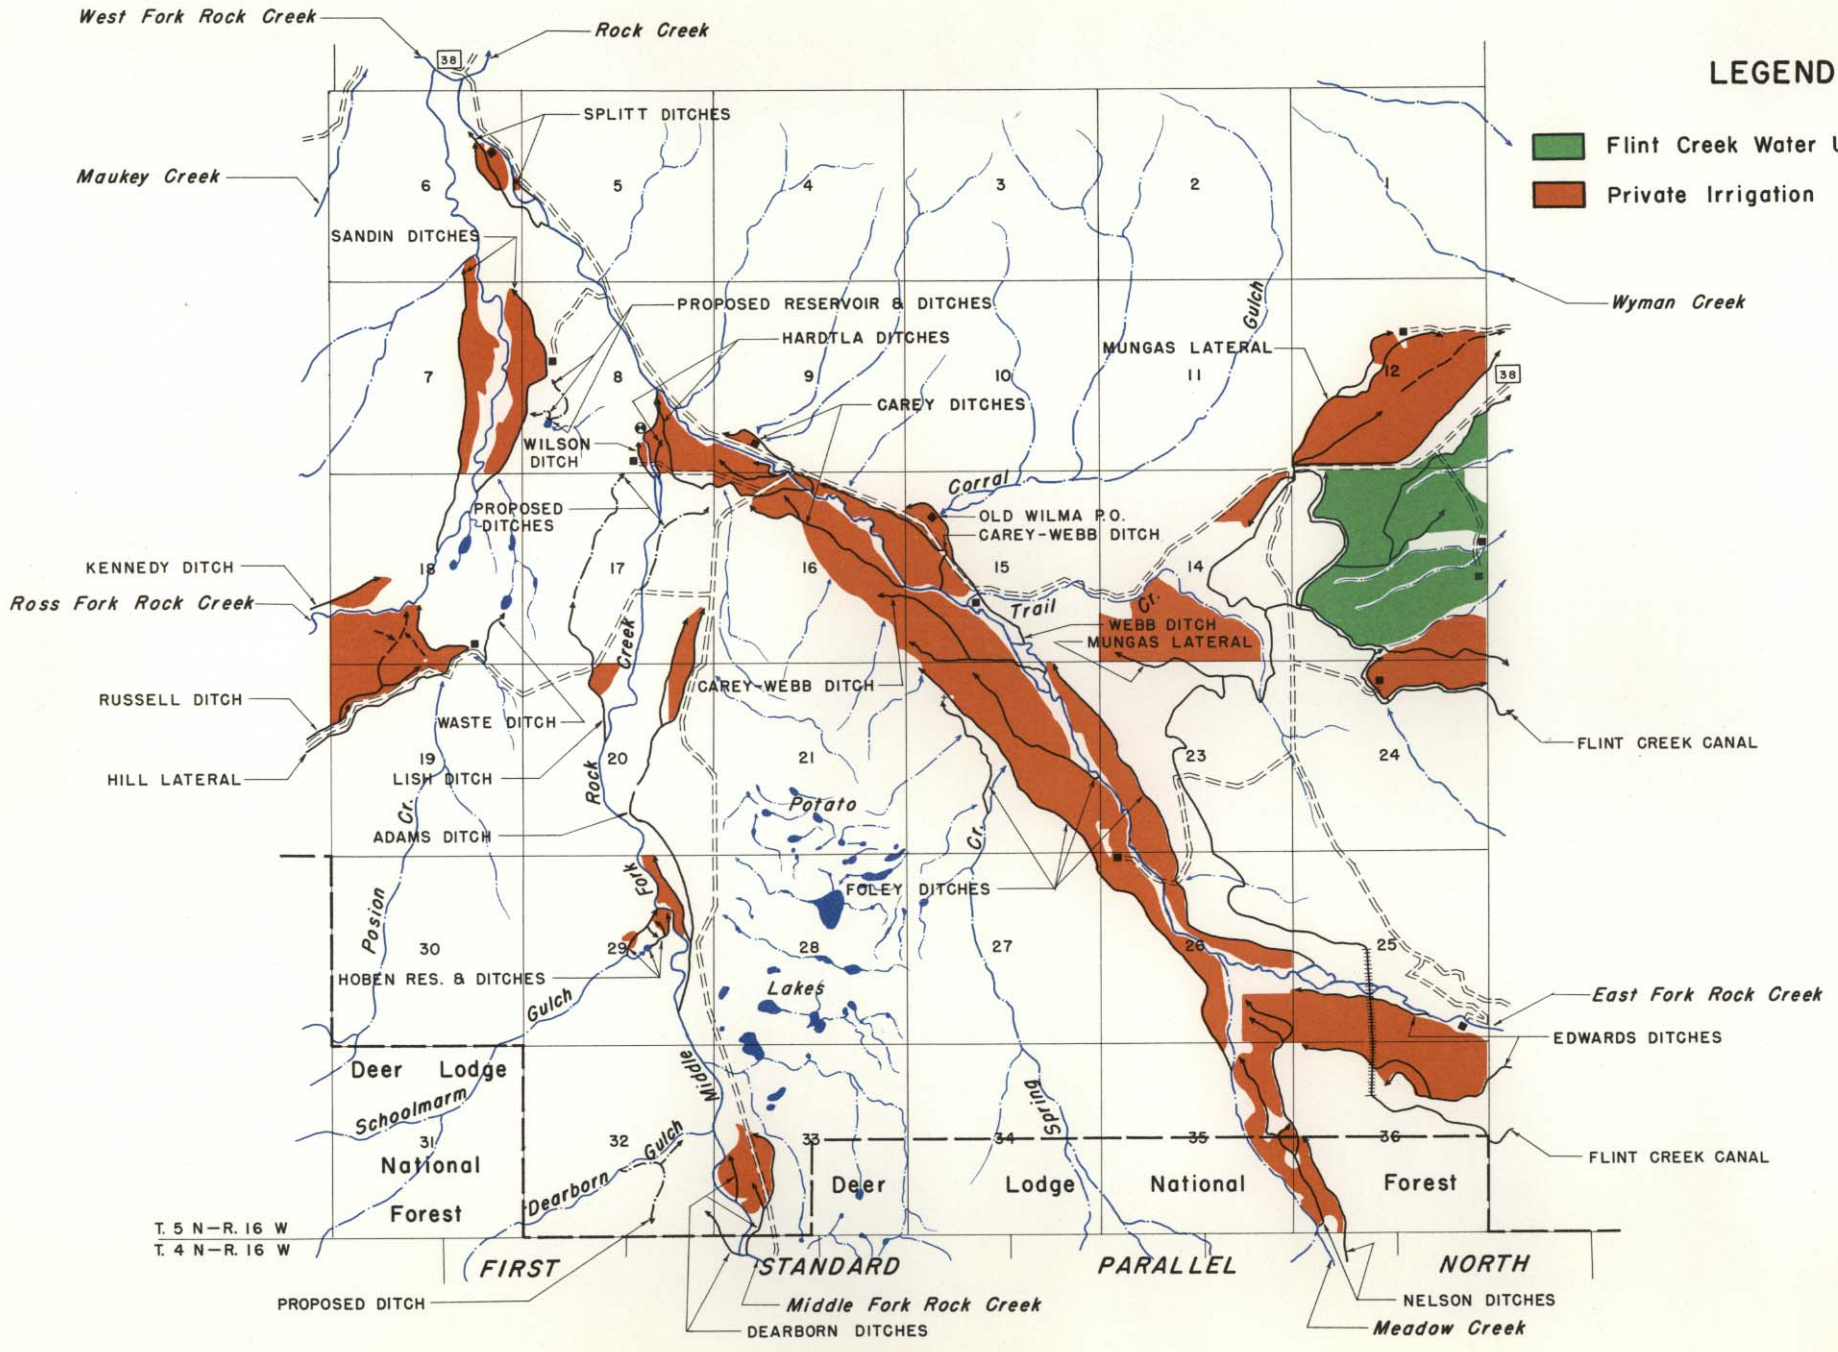 West Fork Rock Creek
38
Rock Creek
LEGEND
SPLITT DITCHES
Flint Creek Water U
Maukey Creek
6
5
4
3
2
1
Private Irrigation
SANDIN DITCHES
PROPOSED RESERVOIR & DITCHES
Gulch
Wyman Creek
HARDTLA DITCHES
MUNGAS LATERAL
7
8
9
10
11
12
38
CAREY DITCHES
WILSON
DITCH
Corral
PROPOSED
DITCHES
OLD WILMA P.O.
CAREY-WEBB DITCH
KENNEDY DITCH
18
17
16
15
14
Ross Fork Rock Creek
Trail
Cr.
WEBB DITCH
MUNGAS LATERAL
Creek
RUSSELL DITCH
CAREY-WEBB DITCH
WASTE DITCH
FLINT CREEK CANAL
HILL LATERAL
19
LISH DITCH
20
21
23
24
Rock
Potato
Cr.
ADAMS DITCH
Cr.
Fork
FOLEY DITCHES
Posion
30
29
28
27
26
25
HOBEN RES. & DITCHES
Gulch
Lakes
East Fork Rock Creek
EDWARDS DITCHES
Deer Lodge
Middle
Schoolmarm
Spring
31
32
Gulch
33
34
35
36
National
FLINT CREEK CANAL
Dearborn
Deer Lodge National Forest
Forest
T. 5 N-R. 16 W
T. 4 N-R. 16 W
FIRST STANDARD PARALLEL NORTH
PROPOSED DITCH
Middle Fork Rock Creek
NELSON DITCHES
DEARBORN DITCHES
Meadow Creek